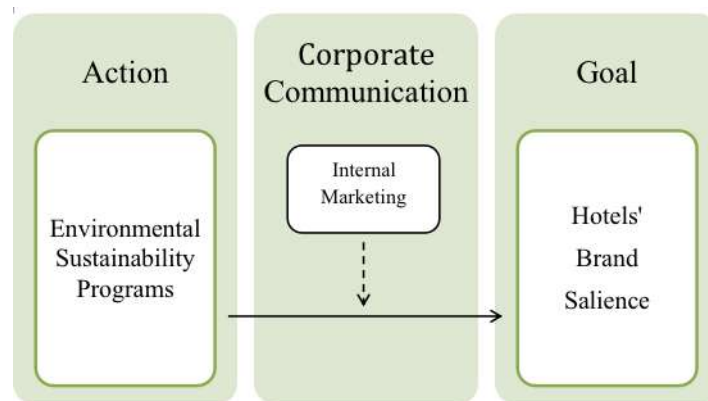 Action
Environmental
Sustainability
Programs
Corporate
Communication
Internal
Marketing
Goal
Hotels'
Brand
Salience